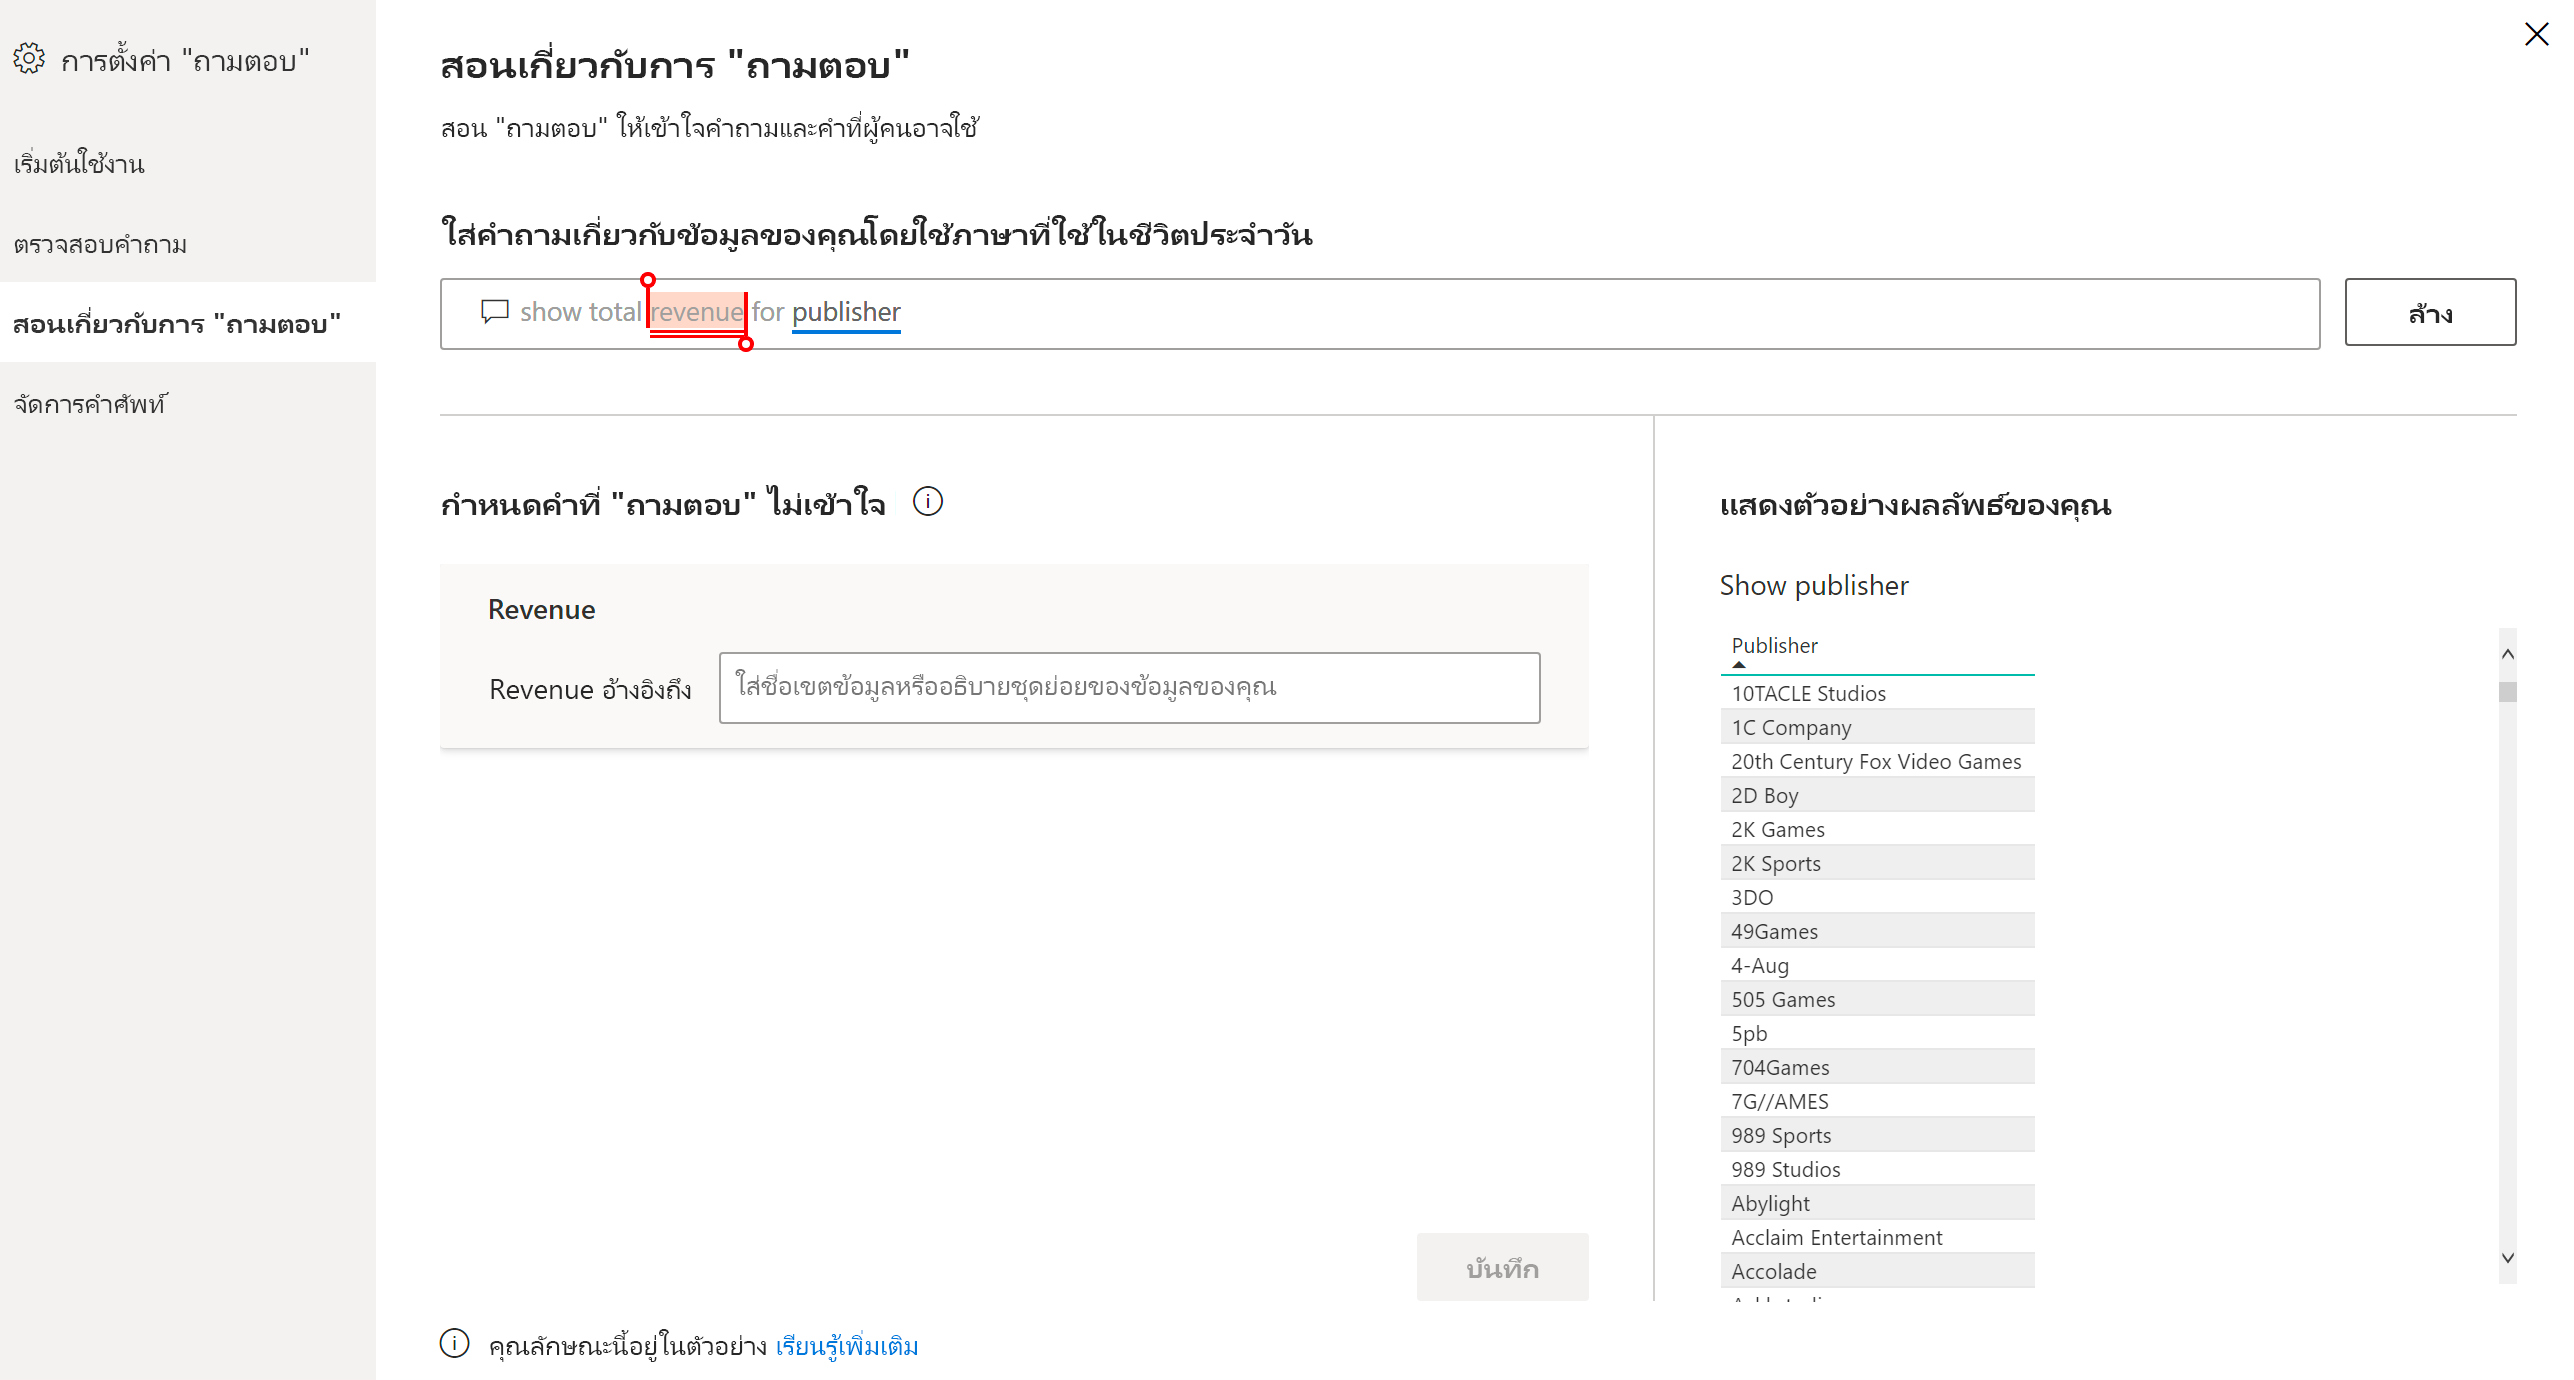 การตั้งค่า "ถามตอบ"
เริ่มต้นใช้งาน
ตรวจสอบคำถาม
สอนเกี่ยวกับการ "ถามตอบ"
จัดการคำศัพท์
สอนเกี่ยวกับการ "ถามตอบ"
สอน "ถามตอบ" ให้เข้าใจคำถามและคำที่ผู้คนอาจใช้
ใส่คำถามเกี่ยวกับข้อมูลของคุณโดยใช้ภาษาที่ใช้ในชีวิตประจำวัน
show total revenue for publisher
ล้าง
กำหนดคำที่ "ถามตอบ" ไม่เข้าใจ
Revenue
Revenue อ้างอิงถึง
ใส่ชื่อเขตข้อมูลหรืออธิบายชุดย่อยของข้อมูลของคุณ
บันทึก
คุณลักษณะนี้อยู่ในตัวอย่าง เรียนรู้เพิ่มเติม
แสดงตัวอย่างผลลัพธ์ของคุณ
Show publisher
Publisher
10TACLE Studios
1C Company
20th Century Fox Video Games
2D Boy
2K Games
2K Sports
3DO
49Games
4-Aug
505 Games
5pb
704Games
7G//AMES
989 Sports
989 Studios
Abylight
Acclaim Entertainment
Accolade